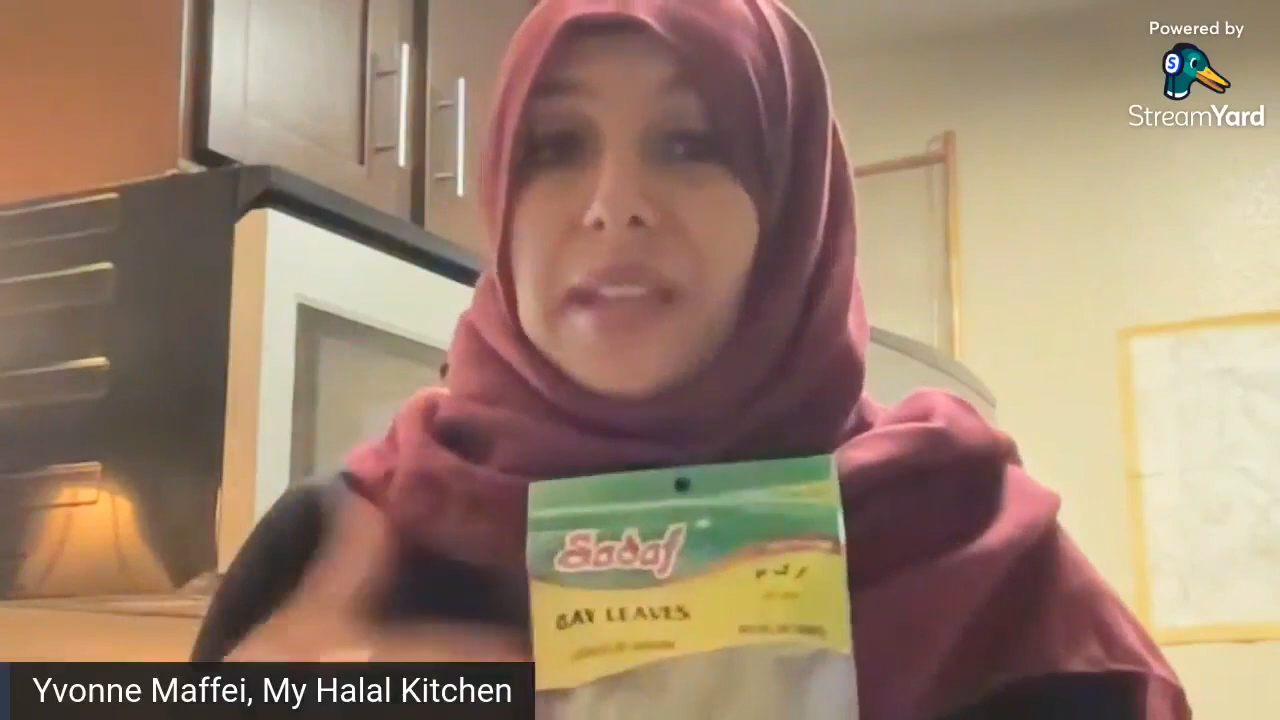 Powered by
S
StreamYard
Sadaf
BAY LEAVES
Yvonne Maffei, My Halal Kitchen